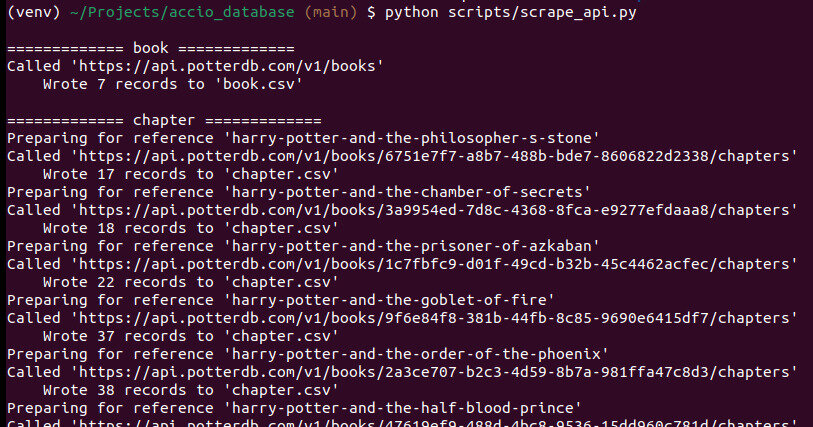 (venv) ~/Projects/accio_database (main) $ python scripts/scrape_api.py
============= book =============
Called 'https://api.potterdb.com/v1/books'
Wrote 7 records to 'book.csv'
============= chapter =============
Preparing for reference 'harry-potter-and-the-philosopher-s-stone'
Called 'https://api.potterdb.com/v1/books/6751e7f7-a8b7-488b-bde7-8606822d2338/chapters'
Wrote 17 records to 'chapter.csv'
Preparing for reference 'harry-potter-and-the-chamber-of-secrets'
Called 'https://api.potterdb.com/v1/books/3a9954ed-7d8c-4368-8fca-e9277efdaaa8/chapters'
Wrote 18 records to 'chapter.csv'
Preparing for reference 'harry-potter-and-the-prisoner-of-azkaban'
Called 'https://api.potterdb.com/v1/books/1c7fbfc9-d01f-49cd-b32b-45c4462acfec/chapters'
Wrote 22 records to 'chapter.csv'
Preparing for reference 'harry-potter-and-the-goblet-of-fire'
Called 'https://api.potterdb.com/v1/books/9f6e84f8-381b-44fb-8c85-9690e6415df7/chapters'
Wrote 37 records to 'chapter.csv'
Preparing for reference 'harry-potter-and-the-order-of-the-phoenix'
Called 'https://api.potterdb.com/v1/books/2a3ce707-b2c3-4d59-8b7a-981ffa47c8d3/chapters'
Wrote 38 records to 'chapter.csv'
Preparing for reference 'harry-potter-and-the-half-blood-prince'
Called 'https://api.potterdb.com/v1/books/47619ef9-488d-4bc8-9536-15dd960c781d/chapters'